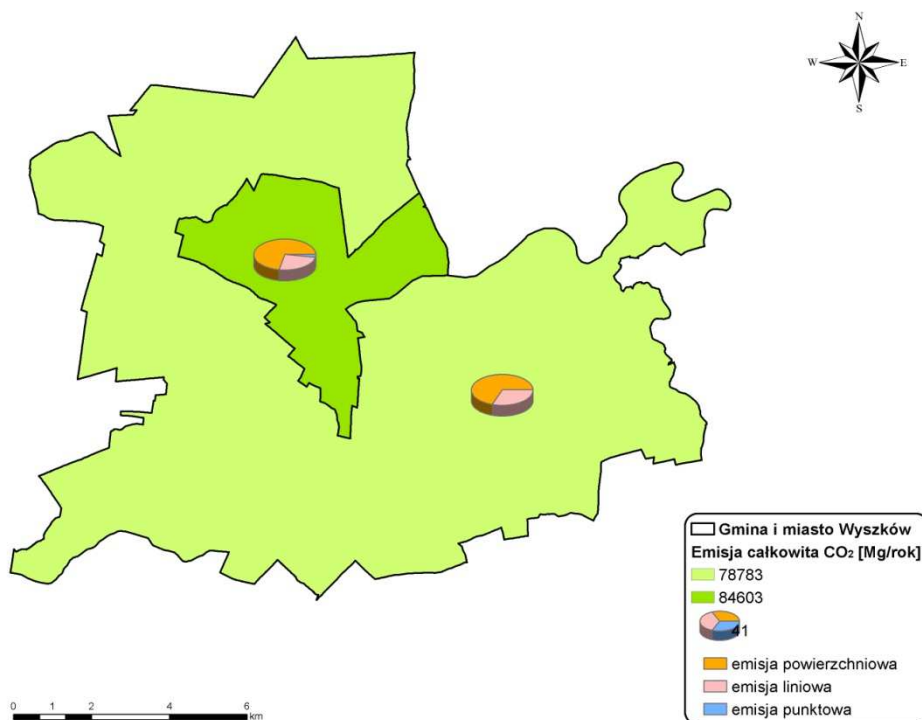 N
W E
S
Gmina i miasto Wyszków
Emisja całkowita CO₂ [Mg/rok]
78783
84603
41
emisja powierzchniowa
emisja liniowa
emisja punktowa
0 1 2 4 6
km